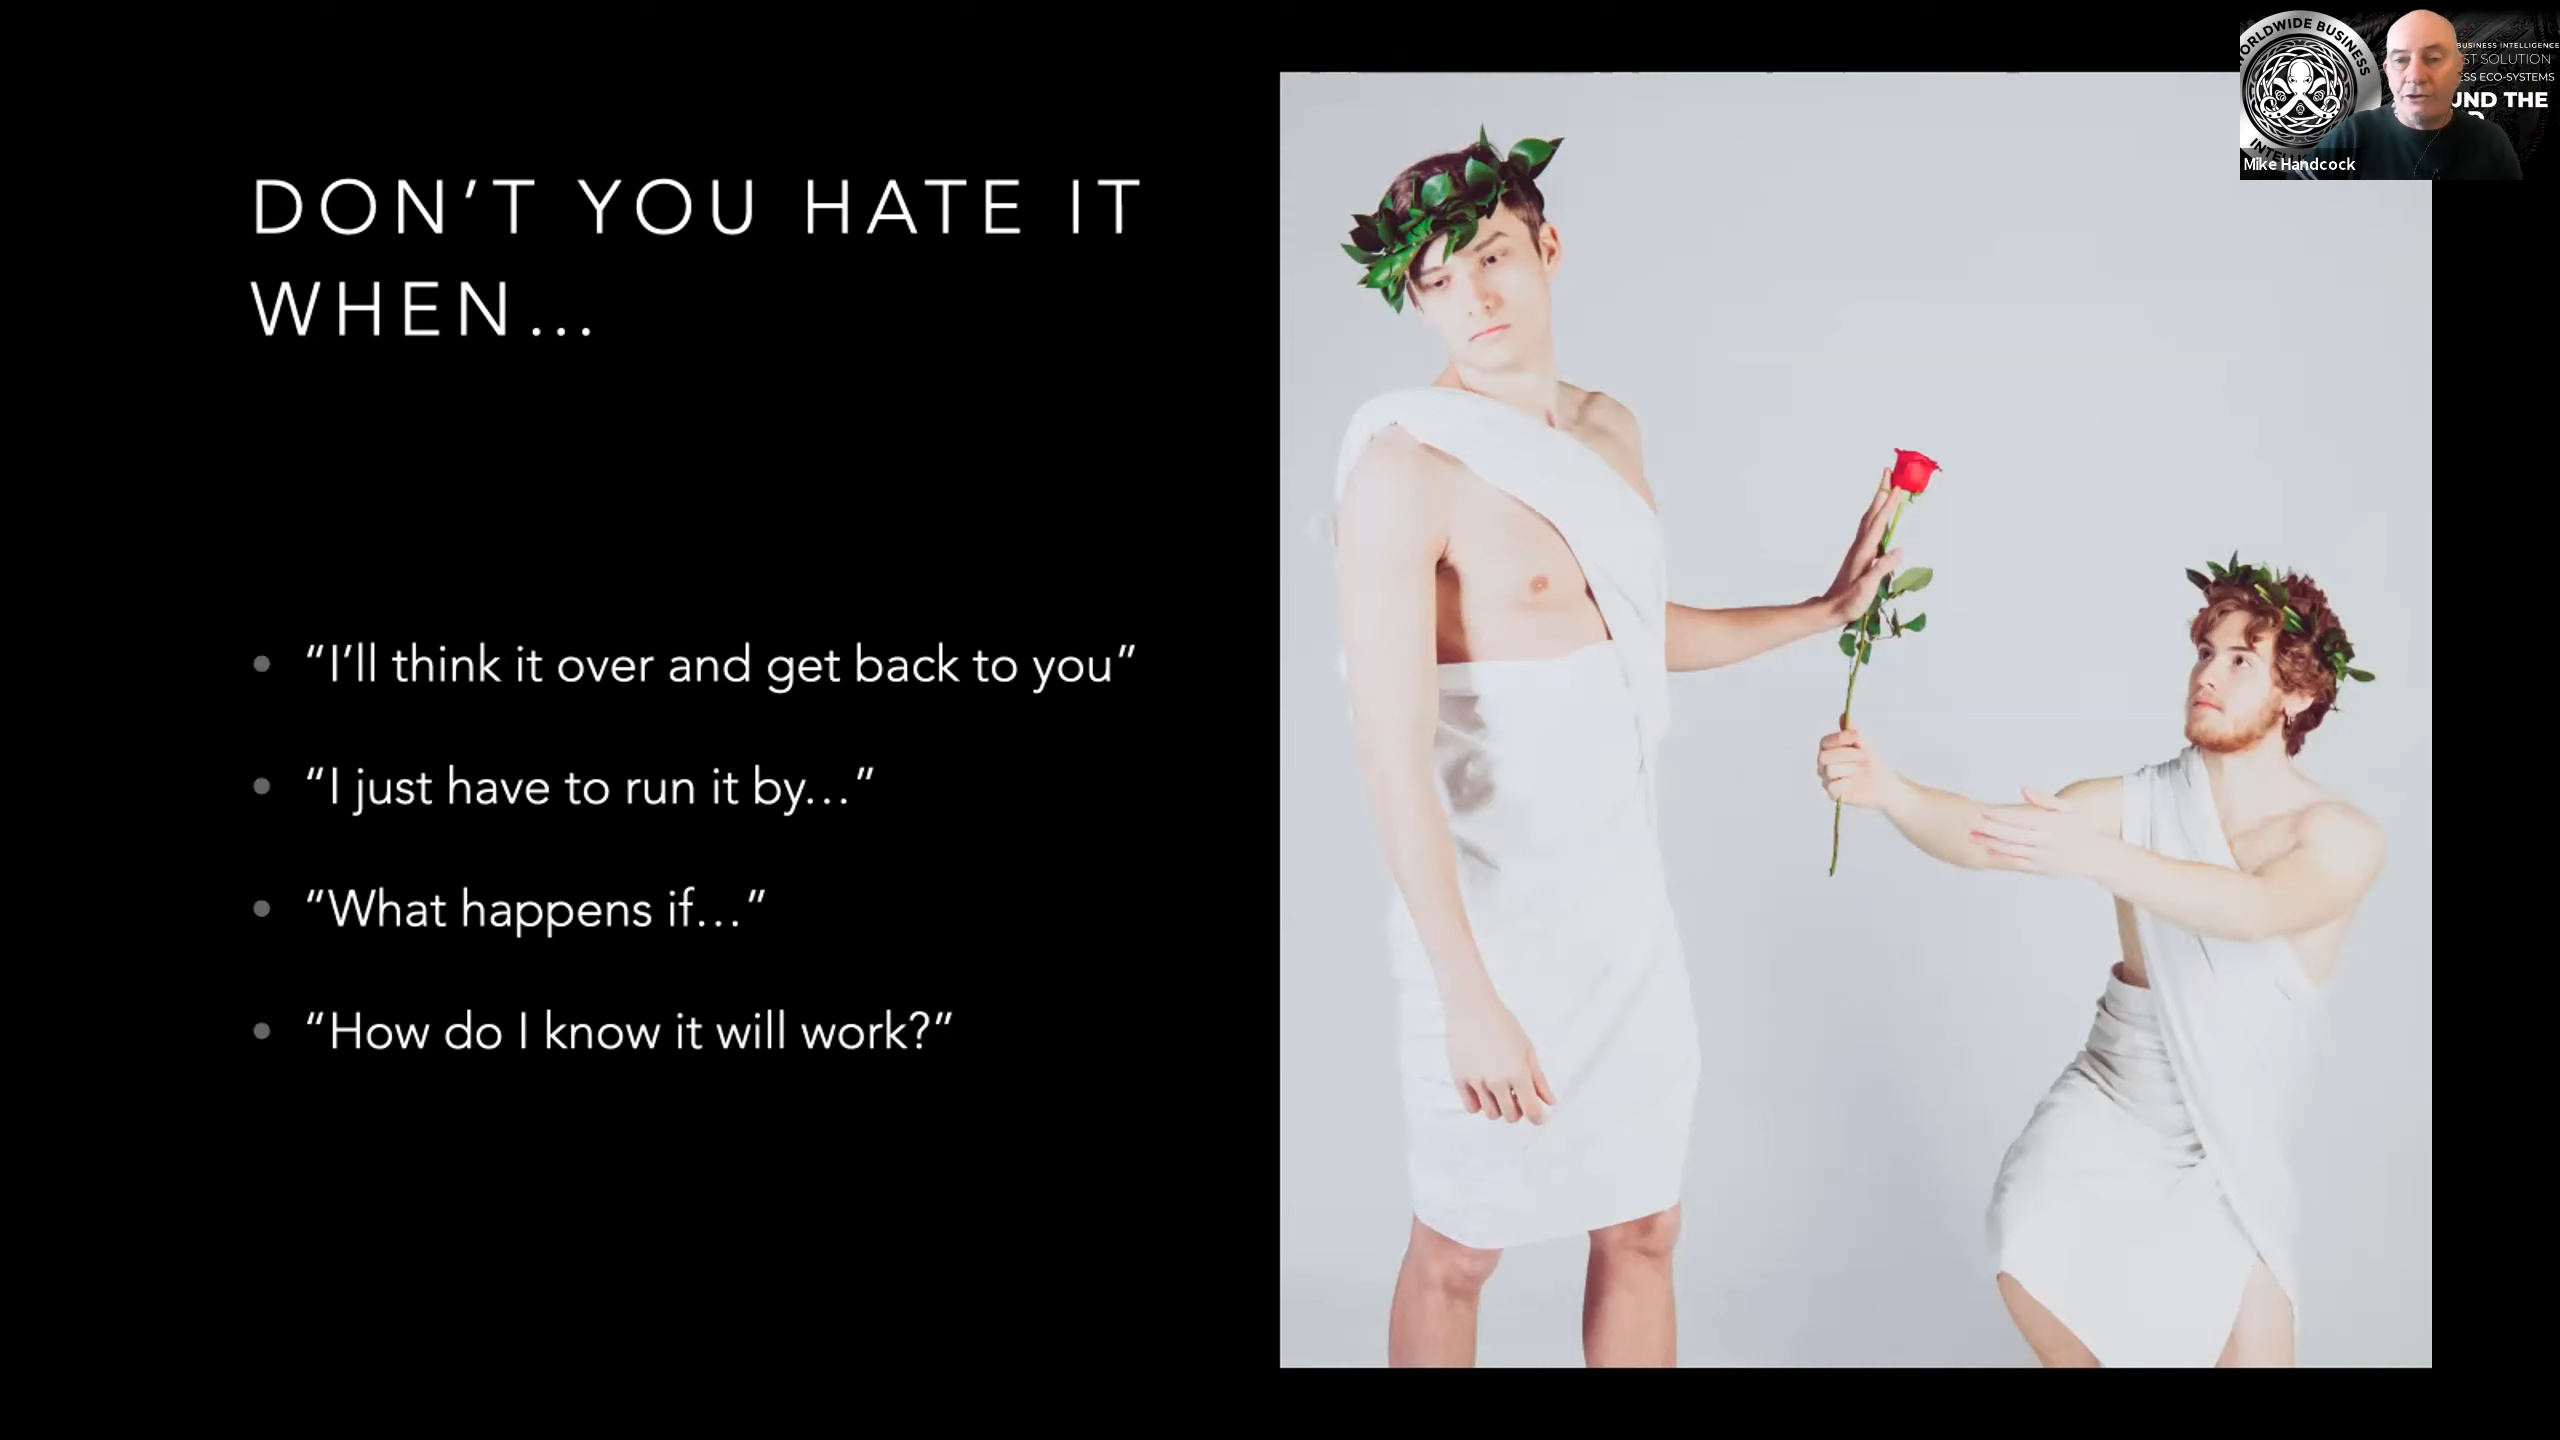 DON’T YOU HATE IT
WHEN…
• “I’ll think it over and get back to you”
• “I just have to run it by…”
• “What happens if…”
• “How do I know it will work?”
WORLDWIDE BUSINESS
BUSINESS INTELLIGENCE
ST SOLUTION
ESS ECO-SYSTEMS
UND THE
Mike Handcock